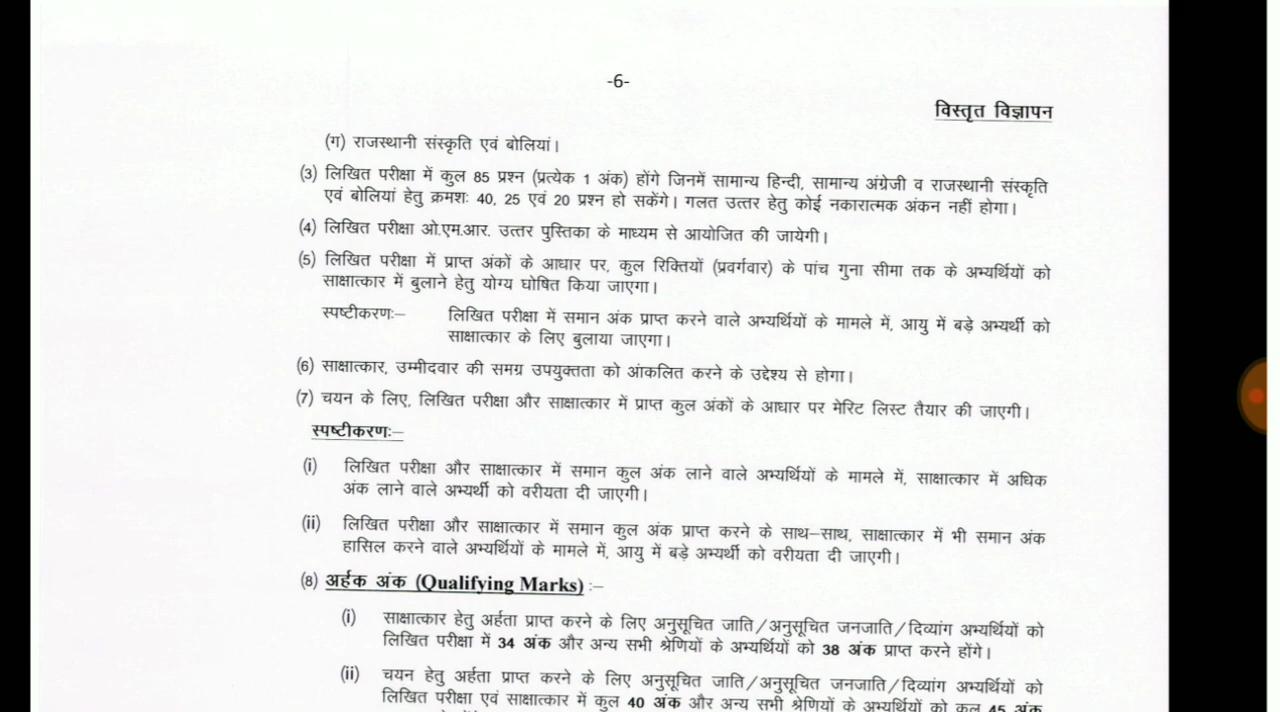 -6-
विस्तृत विज्ञापन
(ग) राजस्थानी संस्कृति एवं बोलियां।
(3) लिखित परीक्षा में कुल 85 प्रश्न (प्रत्येक 1 अंक) होंगे जिनमें सामान्य हिन्दी, सामान्य अंग्रेजी व राजस्थानी संस्कृति
एवं बोलियां हेतु क्रमशः 40, 25 एवं 20 प्रश्न हो सकेंगे। गलत उत्तर हेतु कोई नकारात्मक अंकन नहीं होगा।
(4) लिखित परीक्षा ओ.एम.आर. उत्तर पुस्तिका के माध्यम से आयोजित की जायेगी।
(5) लिखित परीक्षा में प्राप्त अंकों के आधार पर, कुल रिक्तियों (प्रवर्गवार) के पांच गुना सीमा तक के अभ्यर्थियों को
साक्षात्कार में बुलाने हेतु योग्य घोषित किया जाएगा।
स्पष्टीकरणः– लिखित परीक्षा में समान अंक प्राप्त करने वाले अभ्यर्थियों के मामले में, आयु में बड़े अभ्यर्थी को
साक्षात्कार के लिए बुलाया जाएगा।
(6) साक्षात्कार, उम्मीदवार की समग्र उपयुक्तता को आंकलित करने के उद्देश्य से होगा।
(7) चयन के लिए, लिखित परीक्षा और साक्षात्कार में प्राप्त कुल अंकों के आधार पर मेरिट लिस्ट तैयार की जाएगी।
स्पष्टीकरणः–
(i) लिखित परीक्षा और साक्षात्कार में समान कुल अंक लाने वाले अभ्यर्थियों के मामले में, साक्षात्कार में अधिक
अंक लाने वाले अभ्यर्थी को वरीयता दी जाएगी।
(ii) लिखित परीक्षा और साक्षात्कार में समान कुल अंक प्राप्त करने के साथ–साथ, साक्षात्कार में भी समान अंक
हासिल करने वाले अभ्यर्थियों के मामले में, आयु में बड़े अभ्यर्थी को वरीयता दी जाएगी।
(8) अर्हक अंक (Qualifying Marks) :–
(i) साक्षात्कार हेतु अर्हता प्राप्त करने के लिए अनुसूचित जाति/अनुसूचित जनजाति/दिव्यांग अभ्यर्थियों को
लिखित परीक्षा में 34 अंक और अन्य सभी श्रेणियों के अभ्यर्थियों को 38 अंक प्राप्त करने होंगे।
(ii) चयन हेतु अर्हता प्राप्त करने के लिए अनुसूचित जाति/अनुसूचित जनजाति/दिव्यांग अभ्यर्थियों को
लिखित परीक्षा एवं साक्षात्कार में कुल 40 अंक और अन्य सभी श्रेणियों के अभ्यर्थियों को कुल 45 अंक